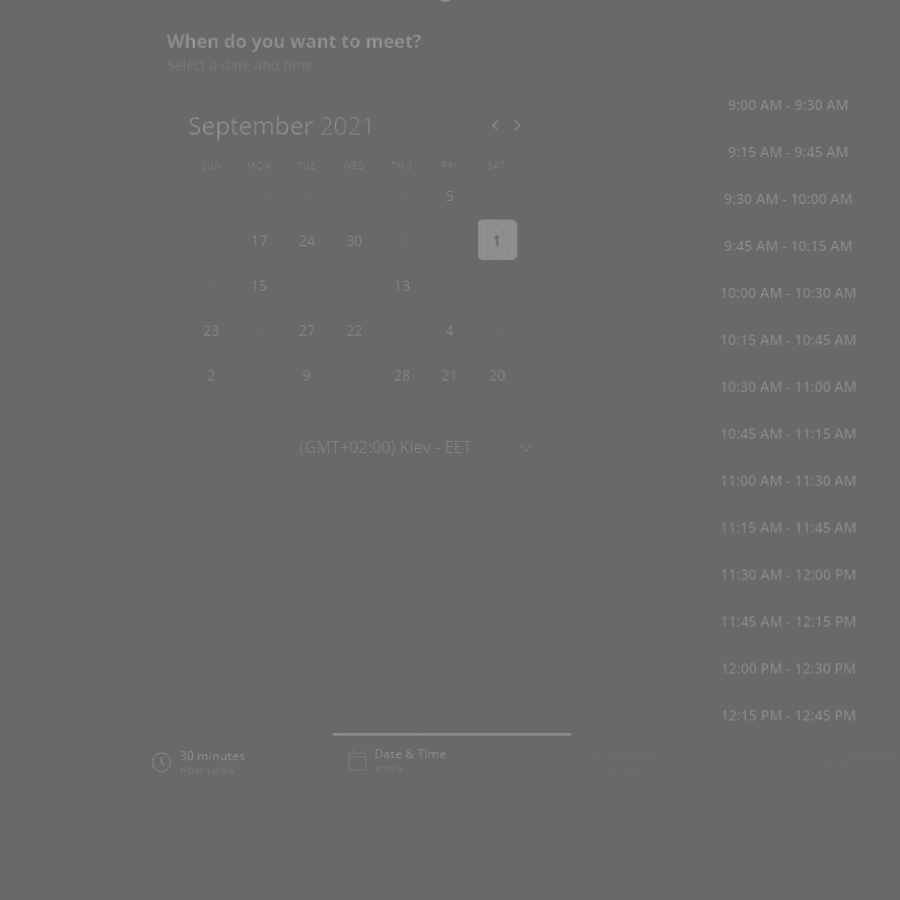 When do you want to meet?
Select a date and time
September 2021
SUN MON TUE WED THU FRI SAT
5
17 24 30 1
15 13
23 27 22 4
2 9 28 21 20
(GMT+02:00) Kiev - EET
9:00 AM - 9:30 AM
9:15 AM - 9:45 AM
9:30 AM - 10:00 AM
9:45 AM - 10:15 AM
10:00 AM - 10:30 AM
10:15 AM - 10:45 AM
10:30 AM - 11:00 AM
10:45 AM - 11:15 AM
11:00 AM - 11:30 AM
11:15 AM - 11:45 AM
11:30 AM - 12:00 PM
11:45 AM - 12:15 PM
12:00 PM - 12:30 PM
12:15 PM - 12:45 PM
30 minutes
HOW LONG
Date & Time
WHEN